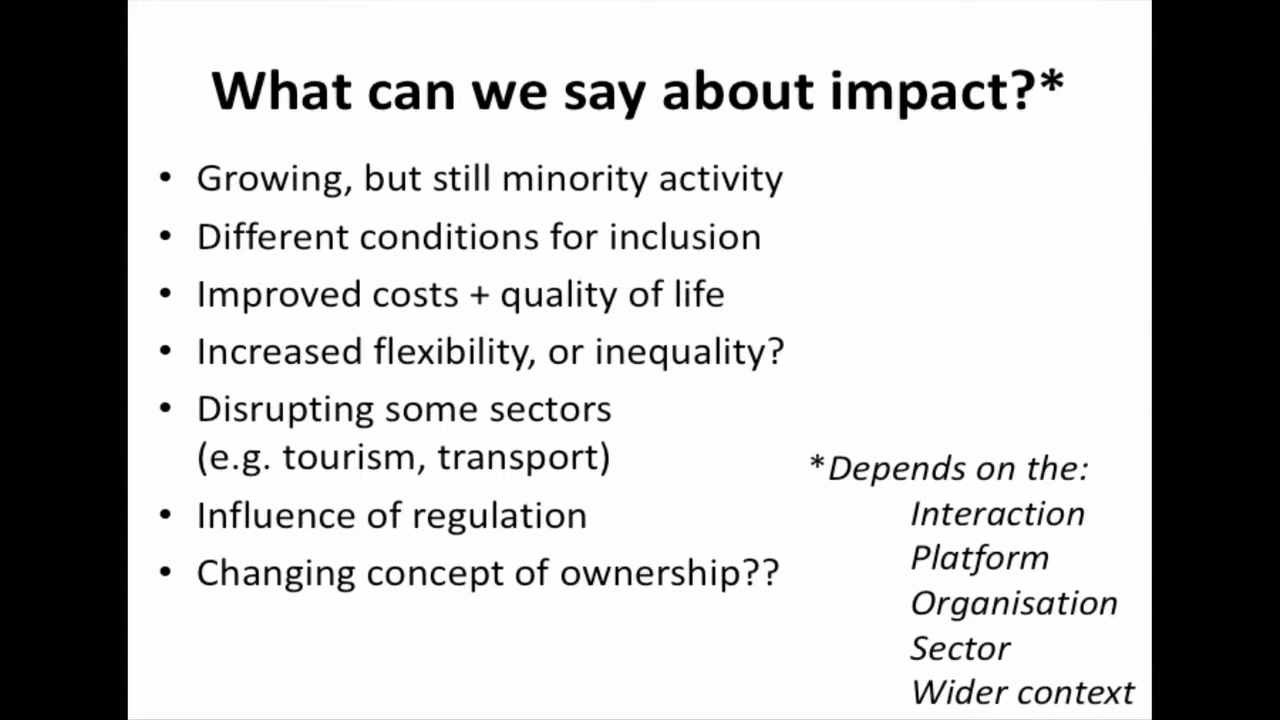 What can we say about impact?*
• Growing, but still minority activity
• Different conditions for inclusion
• Improved costs + quality of life
• Increased flexibility, or inequality?
• Disrupting some sectors
(e.g. tourism, transport)
• Influence of regulation
• Changing concept of ownership??
*Depends on the:
Interaction
Platform
Organisation
Sector
Wider context